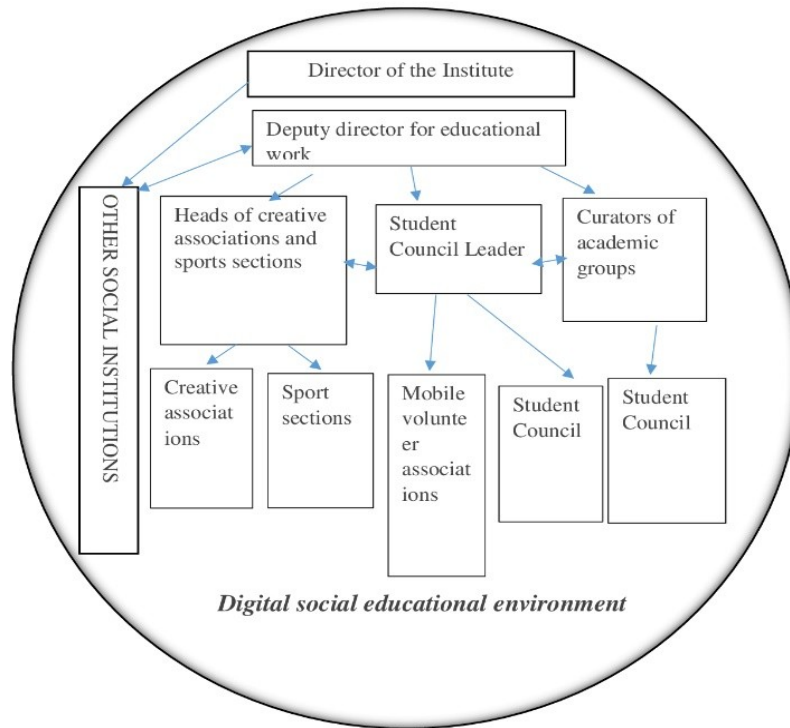 Director of the Institute
Deputy director for educational
work
OTHER SOCIAL INSTITUTIONS
Heads of creative
associations and
sports sections
Student
Council Leader
Curators of
academic
groups
Creative
associat
ions
Sport
sections
Mobile
volunte
er
associat
ions
Student
Council
Student
Council
Digital social educational environment